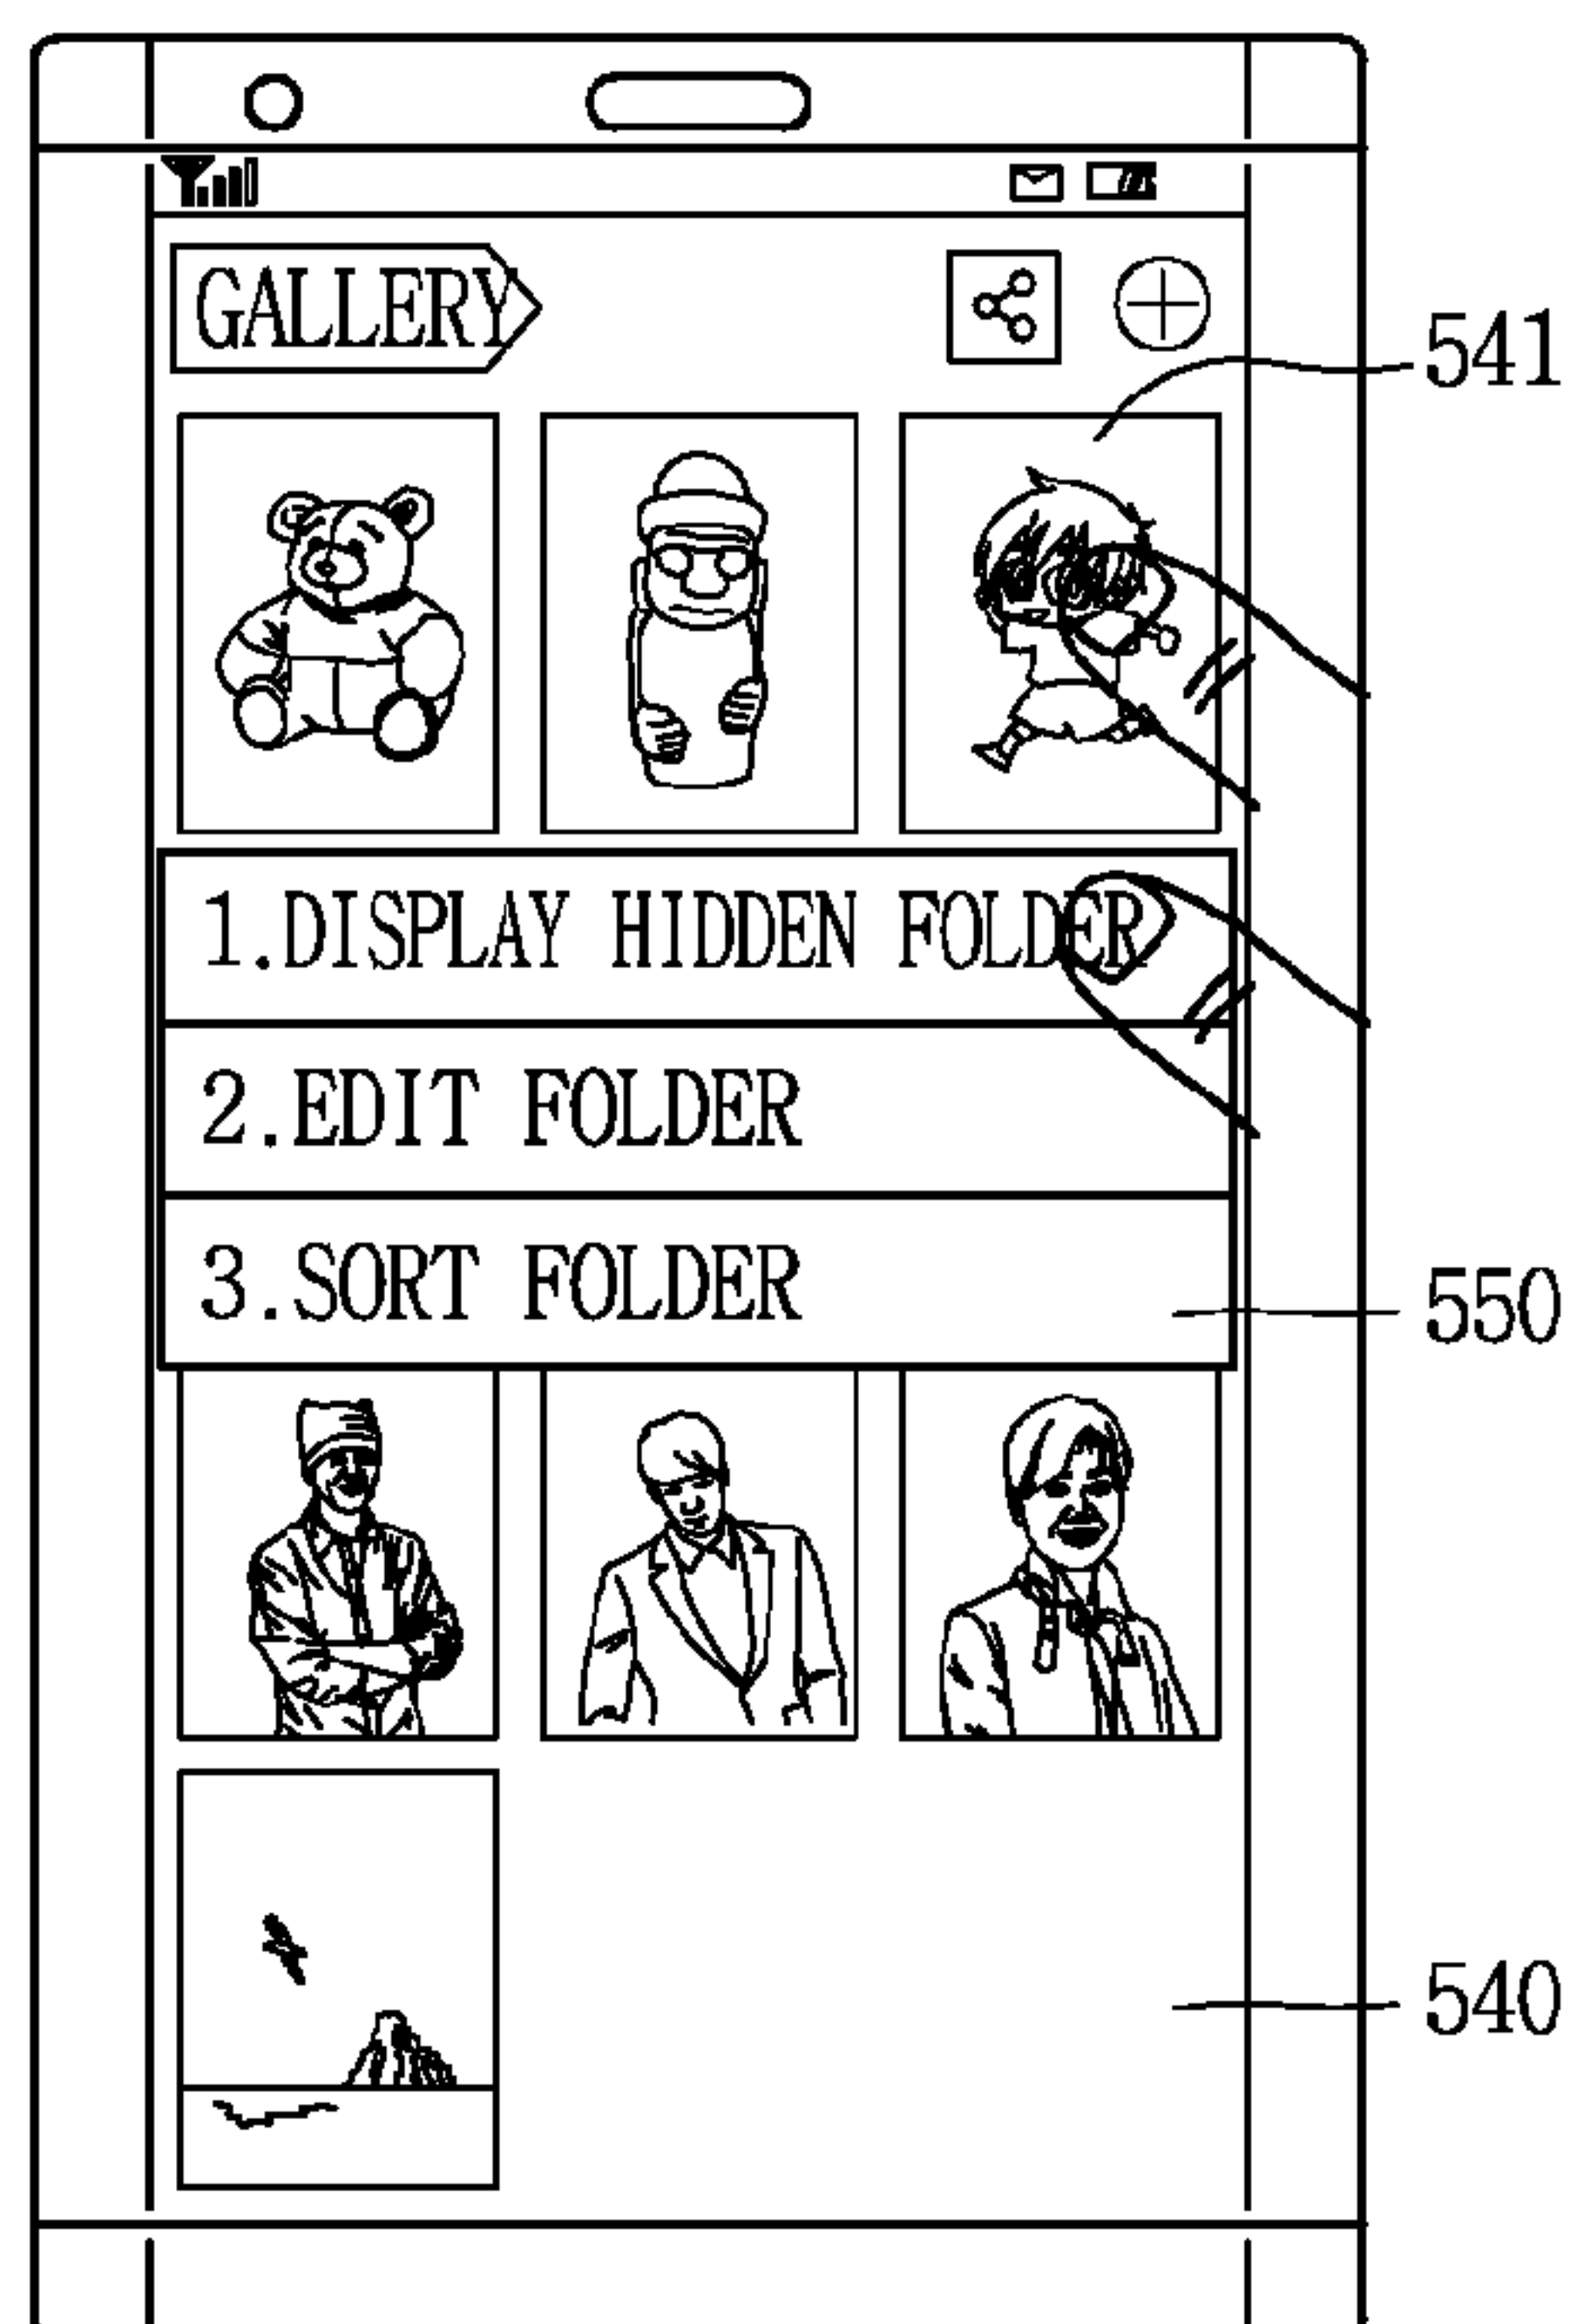 GALLERY
541
1.DISPLAY HIDDEN FOLDER
2.EDIT FOLDER
3.SORT FOLDER
550
540